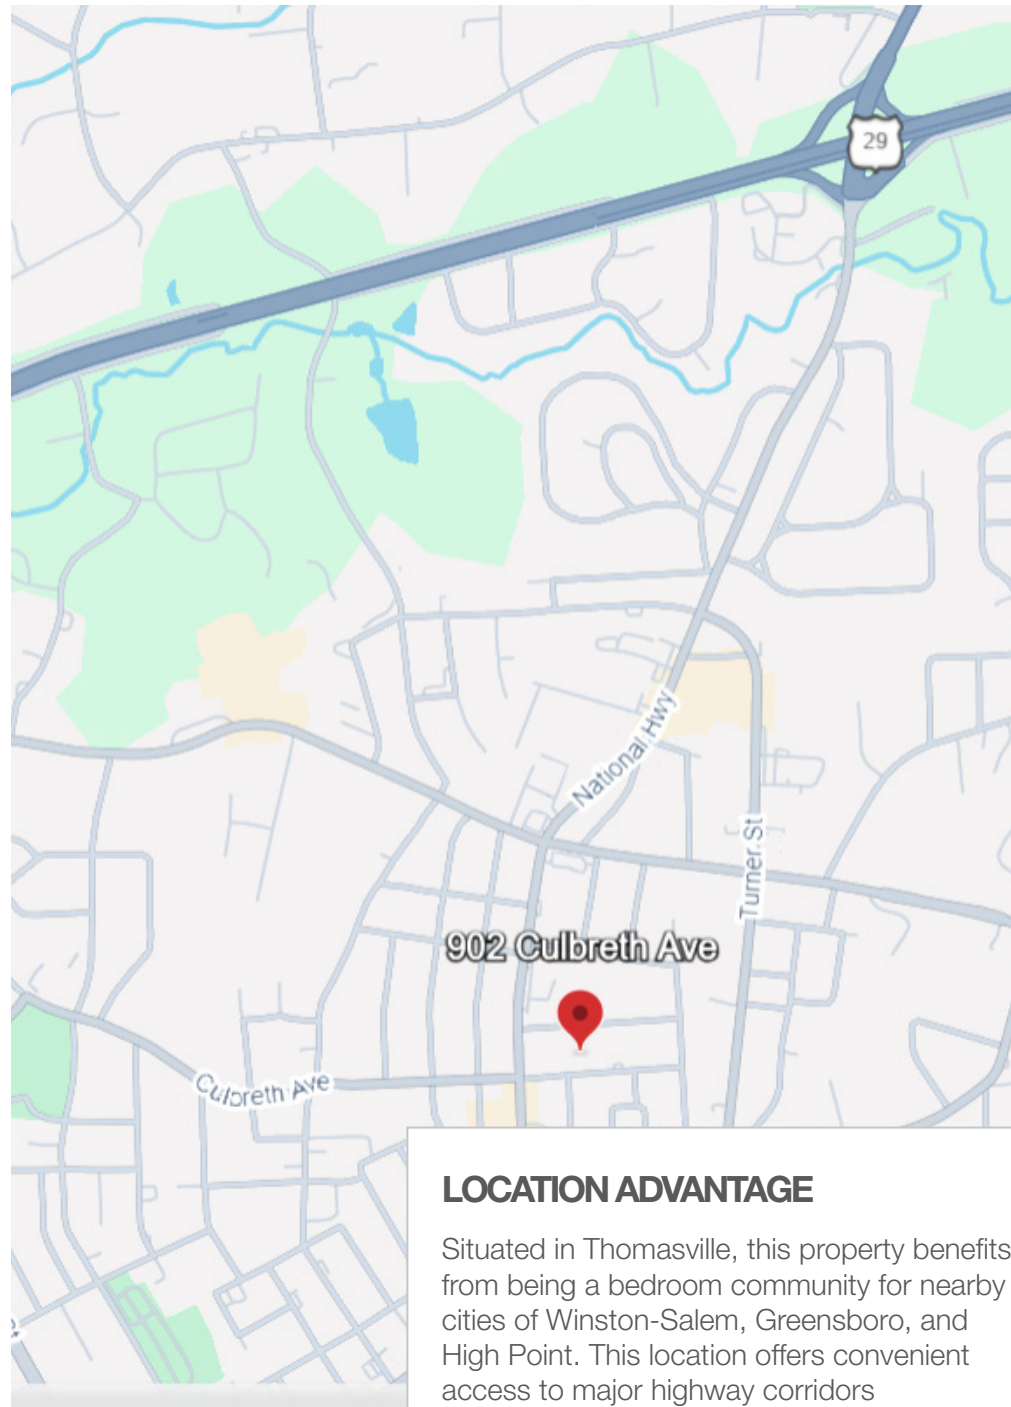 29
National Hwy
Turner St
902 Culbreth Ave
Culbreth Ave
LOCATION ADVANTAGE
Situated in Thomasville, this property benefits
from being a bedroom community for nearby
cities of Winston-Salem, Greensboro, and
High Point. This location offers convenient
access to major highway corridors